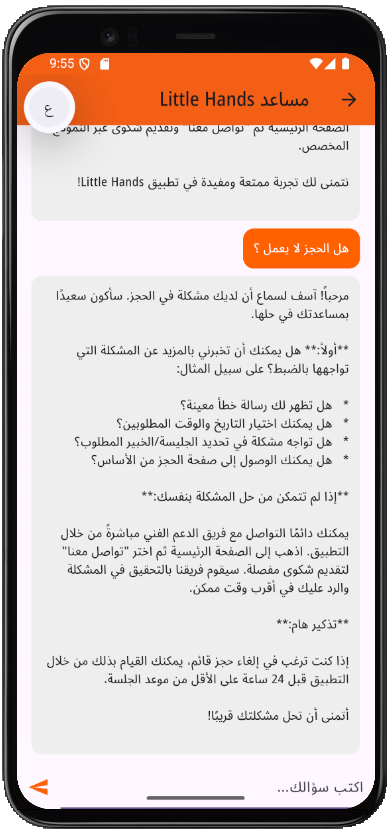 9:55
مساعد Little Hands
ع
الصفحة الرئيسية ثم "تواصل معنا" وتقديم شكوى عبر النموذج
المخصص.
نتمنى لك تجربة ممتعة ومفيدة في تطبيق Little Hands!
هل الحجز لا يعمل ؟
مرحباً! آسف لسماع أن لديك مشكلة في الحجز. سأكون سعيدًا
بمساعدتك في حلها.
**أولاً:** هل يمكنك أن تخبرني بالمزيد عن المشكلة التي
تواجهها بالضبط؟ على سبيل المثال:
* هل تظهر لك رسالة خطأ معينة؟
* هل يمكنك اختيار التاريخ والوقت المطلوبين؟
* هل تواجه مشكلة في تحديد الجليسة/الخبير المطلوب؟
* هل يمكنك الوصول إلى صفحة الحجز من الأساس؟
**إذا لم تتمكن من حل المشكلة بنفسك:**
يمكنك دائمًا التواصل مع فريق الدعم الفني مباشرةً من خلال
التطبيق. اذهب إلى الصفحة الرئيسية ثم اختر "تواصل معنا"
لتقديم شكوى مفصلة. سيقوم فريقنا بالتحقيق في المشكلة
والرد عليك في أقرب وقت ممكن.
**تذكير هام:**
إذا كنت ترغب في إلغاء حجز قائم، يمكنك القيام بذلك من خلال
التطبيق قبل 24 ساعة على الأقل من موعد الجلسة.
أتمنى أن تحل مشكلتك قريبًا!
اكتب سؤالك...